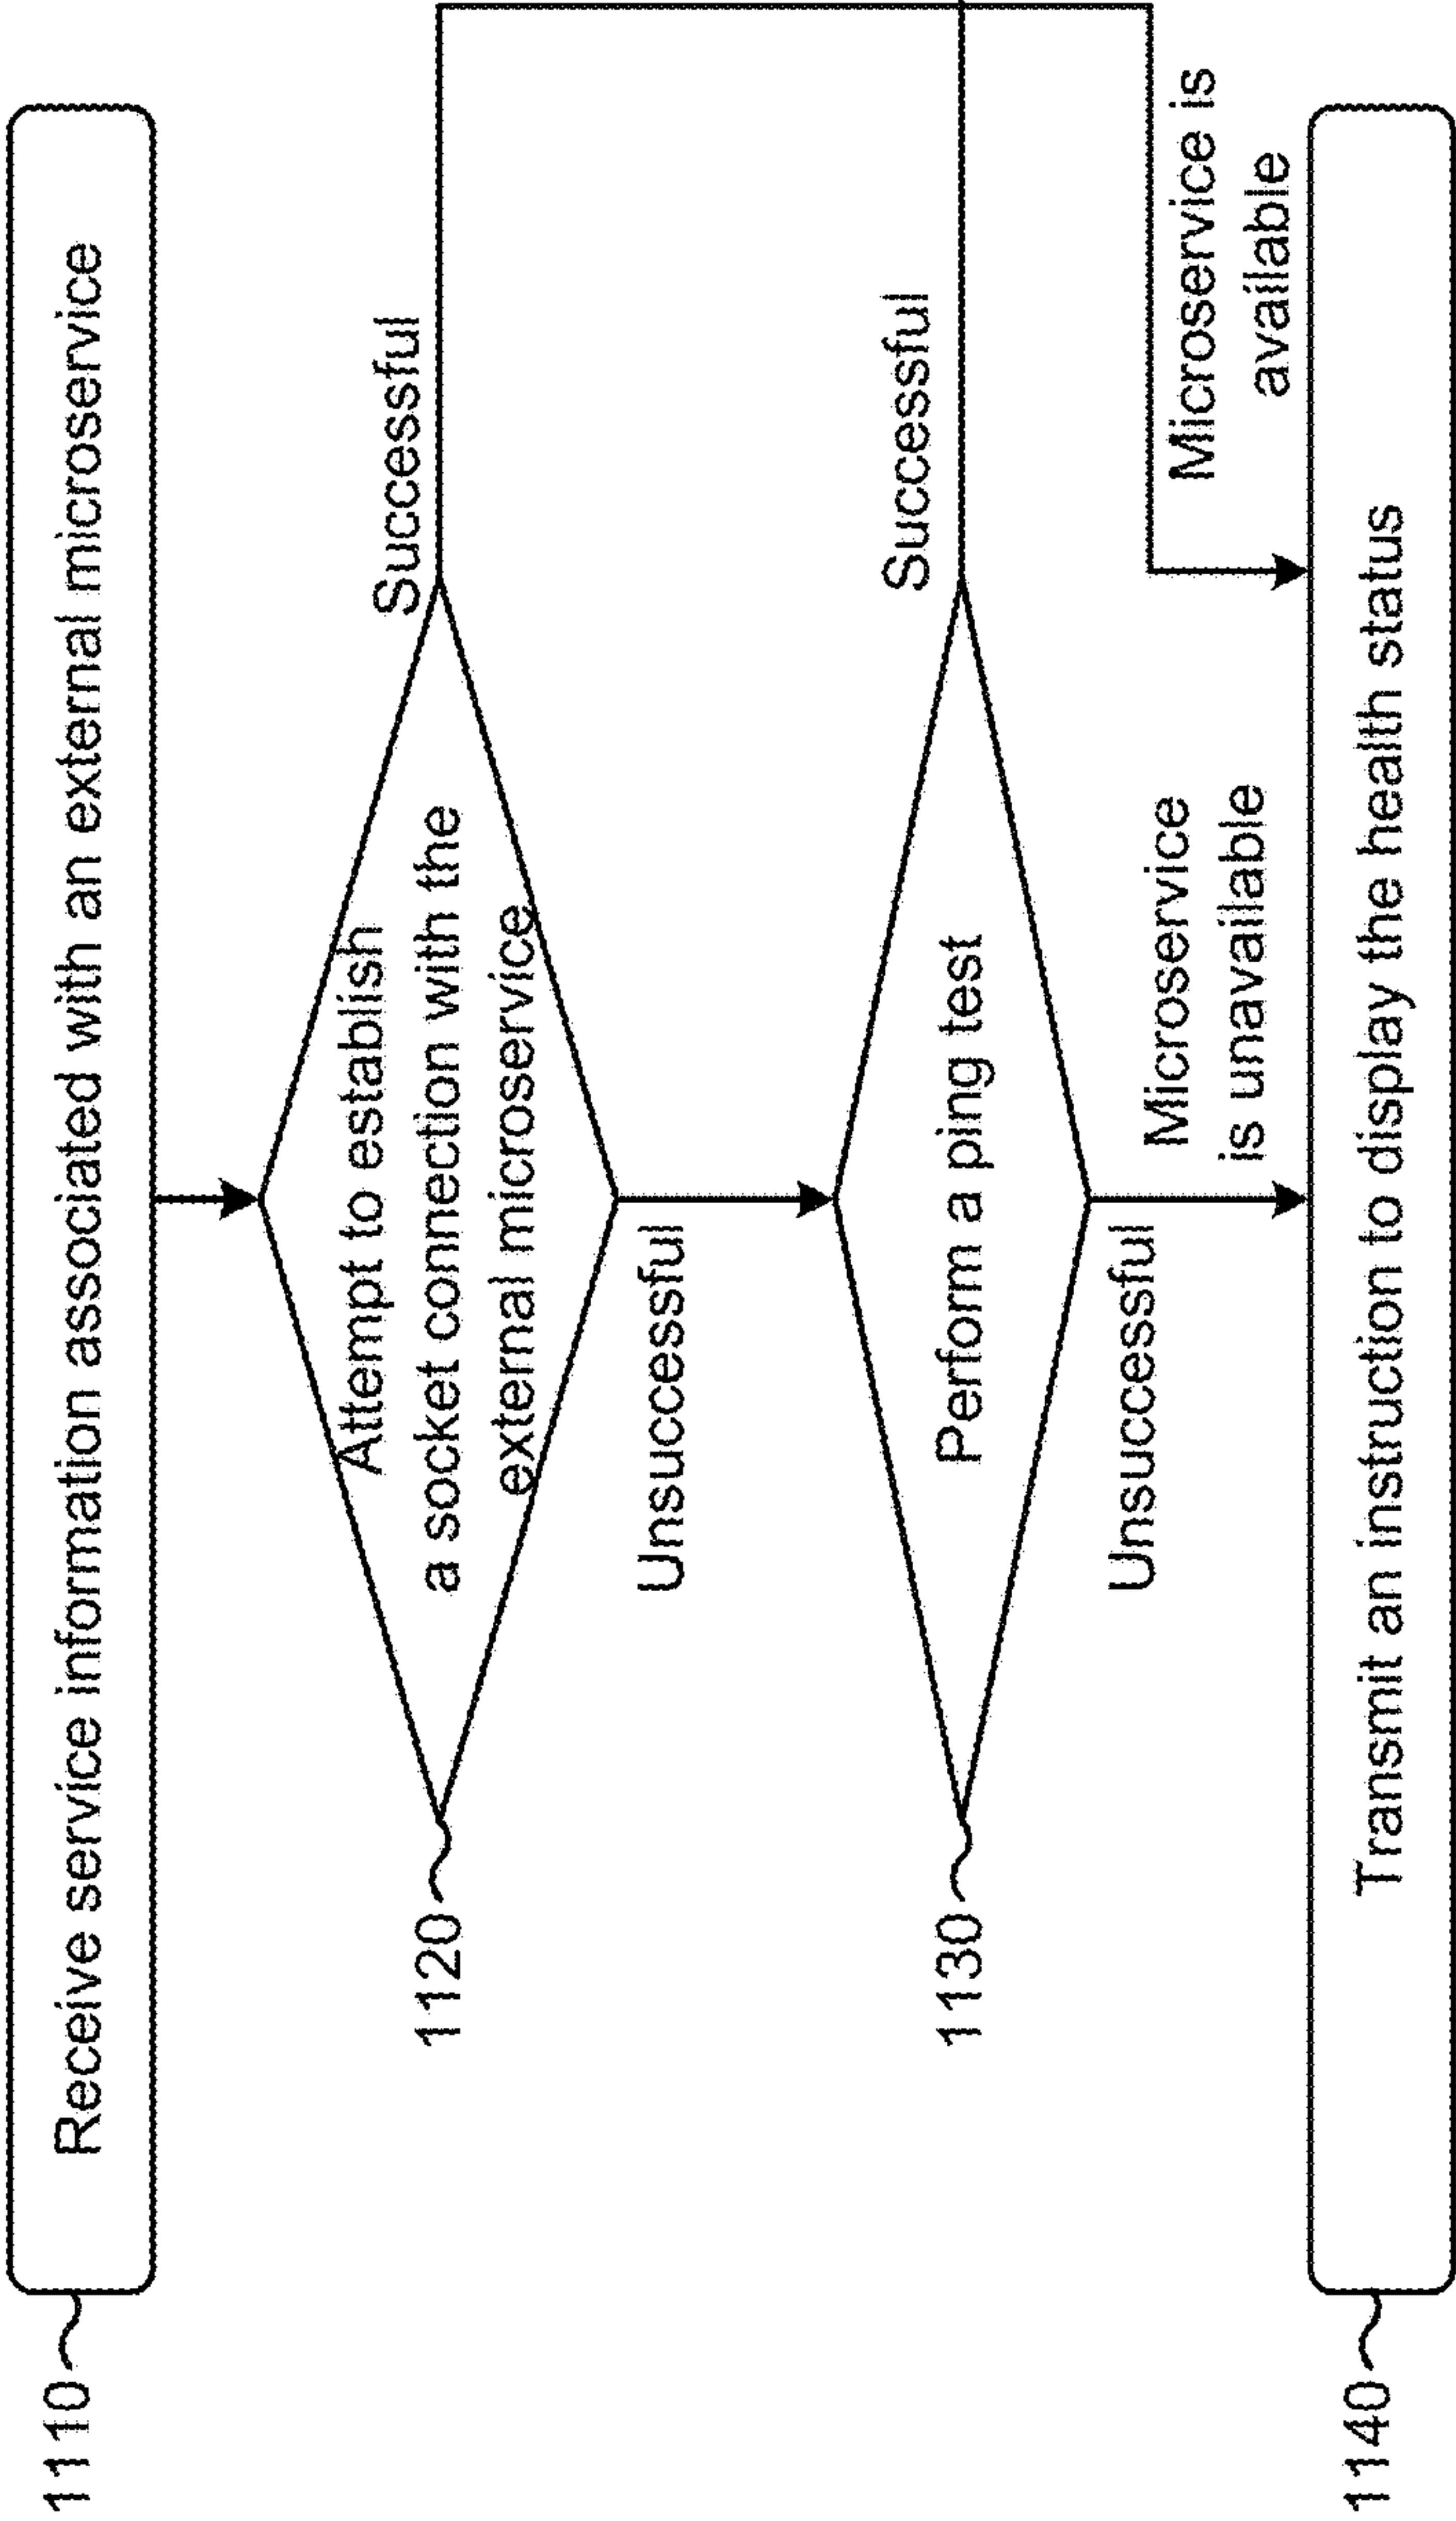 1110
Receive service information associated with an external microservice
1120
Attempt to establish
a socket connection with the
external microservice
Successful
Unsuccessful
1130
Perform a ping test
Successful
Unsuccessful
Microservice
is unavailable
Microservice is
available
1140
Transmit an instruction to display the health status